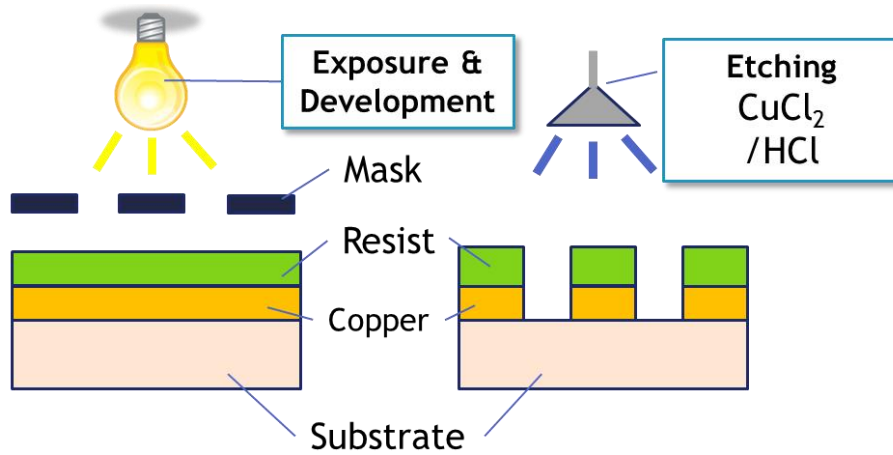 Exposure &
Development
Etching
CuCl₂
/HCl
Mask
Resist
Copper
Substrate